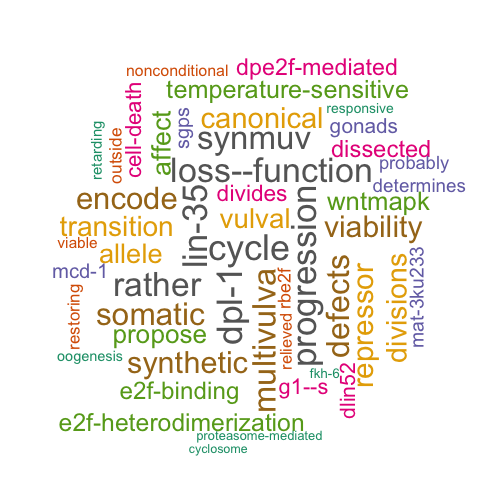 nonconditional
dpe2f-mediated
temperature-sensitive
retarding
outside
cell-death
affect
sgps
canonical
responsive
gonads
synmuv
dissected
loss--function
probably
determines
encode
lin-35
divides
wntmapk
transition
vulval
progression
viability
viable
allele
cycle
mcd-1
rather
dpl-1
multivulva
relieved
rbe2f
defects
repressor
divisions
mat-3ku233
restoring
somatic
propose
oogenesis
synthetic
fkh-6
e2f-binding
g1--s
dlin52
e2f-heterodimerization
proteasome-mediated
cyclosome